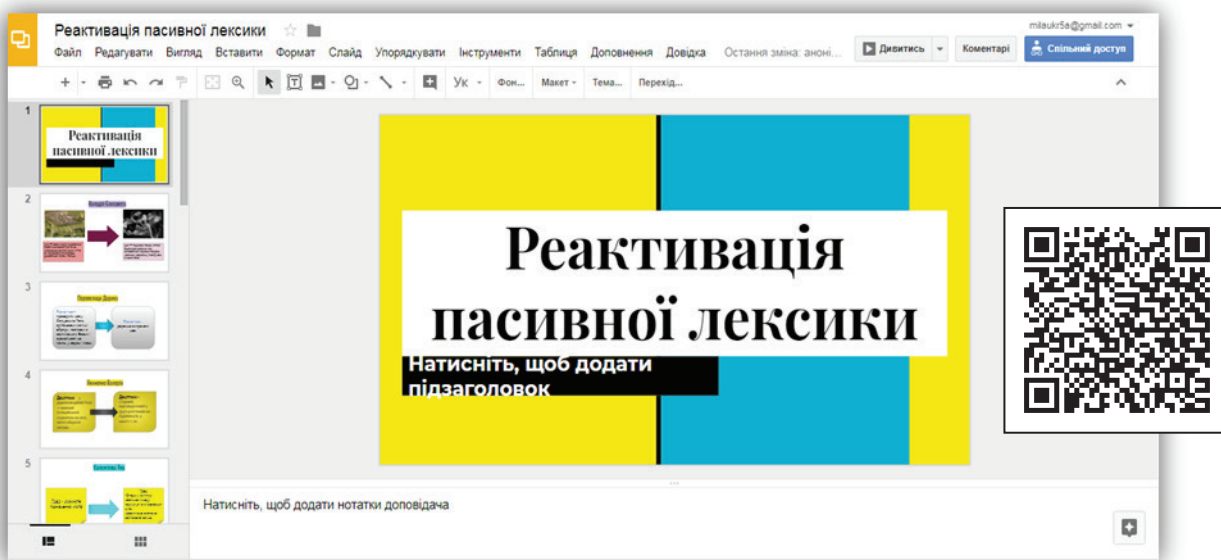 Реактивація пасивної лексики
milaukr5a@gmail.com
Файл Редагувати Вигляд Вставити Формат Слайд Упорядкувати Інструменти Таблиця Доповнення Довідка Остання зміна: аноні...
Дивитись
Коментарі
Спільний доступ
Ук
Фон...
Макет
Тема...
Перехід...
1
Реактивація
пасивної лексики
2
3
4
5
Реактивація
пасивної лексики
Натисніть, щоб додати
підзаголовок
Натисніть, щоб додати нотатки доповідача